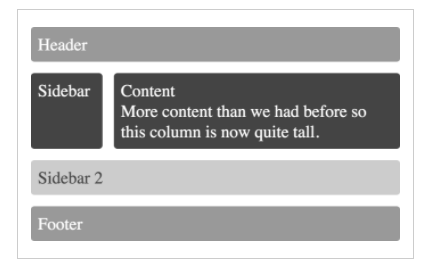 Header
Sidebar
Content
More content than we had before so
this column is now quite tall.
Sidebar 2
Footer